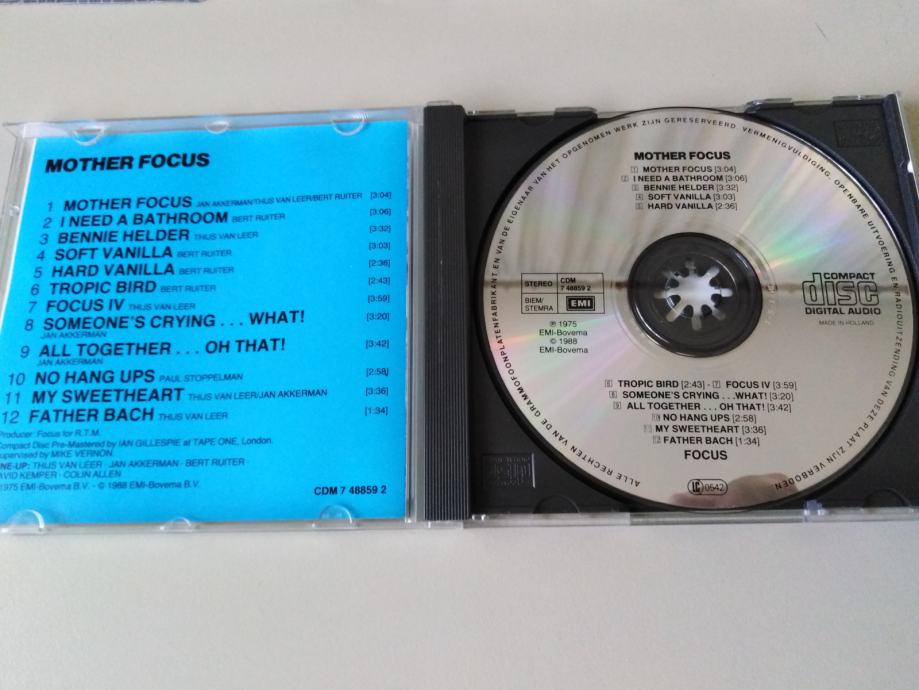 MOTHER FOCUS
1 MOTHER FOCUS JAN AKKERMAN/THIJS VAN LEER/BERT RUITER [3:04]
2 I NEED A BATHROOM BERT RUITER [3:06]
3 BENNIE HELDER THIJS VAN LEER [3:32]
4 SOFT VANILLA BERT RUITER [3:03]
5 HARD VANILLA BERT RUITER [2:36]
6 TROPIC BIRD BERT RUITER [2:43]
7 FOCUS IV THIJS VAN LEER [3:59]
8 SOMEONE'S CRYING . . . WHAT! [3:20]
JAN AKKERMAN
9 ALL TOGETHER . . . OH THAT! [3:42]
JAN AKKERMAN
10 NO HANG UPS PAUL STOPPELMAN [2:58]
11 MY SWEETHEART THIJS VAN LEER/JAN AKKERMAN [3:36]
12 FATHER BACH THIJS VAN LEER [1:34]
Producer: Focus for R.T.M.
Compact Disc Pre-Mastered by IAN GILLESPIE at TAPE ONE, London.
supervised by MIKE VERNON.
NE-UP: THIJS VAN LEER · JAN AKKERMAN · BERT RUITER ·
AVID KEMPER · COLIN ALLEN
1975 EMI-Bovema B.V. · © 1988 EMI-Bovema B.V.
CDM 7 48859 2
ALLE RECHTEN VAN DE GRAMMOFOONPLATENFABRIKANT EN VAN DE EIGENAAR VAN HET OPGENOMEN WERK ZIJN GERESERVEERD. VERMENIGVULDIGING, OPENBARE UITVOERING EN RADIOUITZENDING VAN DEZE PLAAT ZIJN VERBODEN.
MOTHER FOCUS
1 MOTHER FOCUS [3:04]
2 I NEED A BATHROOM [3:06]
3 BENNIE HELDER [3:32]
4 SOFT VANILLA [3:03]
5 HARD VANILLA [2:36]
STEREO
CDM
7 48859 2
BIEM/
STEMRA
EMI
℗ 1975
EMI-Bovema
© 1988
EMI-Bovema
COMPACT
disc
DIGITAL AUDIO
MADE IN HOLLAND
6 TROPIC BIRD [2:43] - 7 FOCUS IV [3:59]
8 SOMEONE'S CRYING . . .WHAT! [3:20]
9 ALL TOGETHER . . . OH THAT! [3:42]
10 NO HANG UPS [2:58]
11 MY SWEETHEART [3:36]
12 FATHER BACH [1:34]
FOCUS
LC 0542